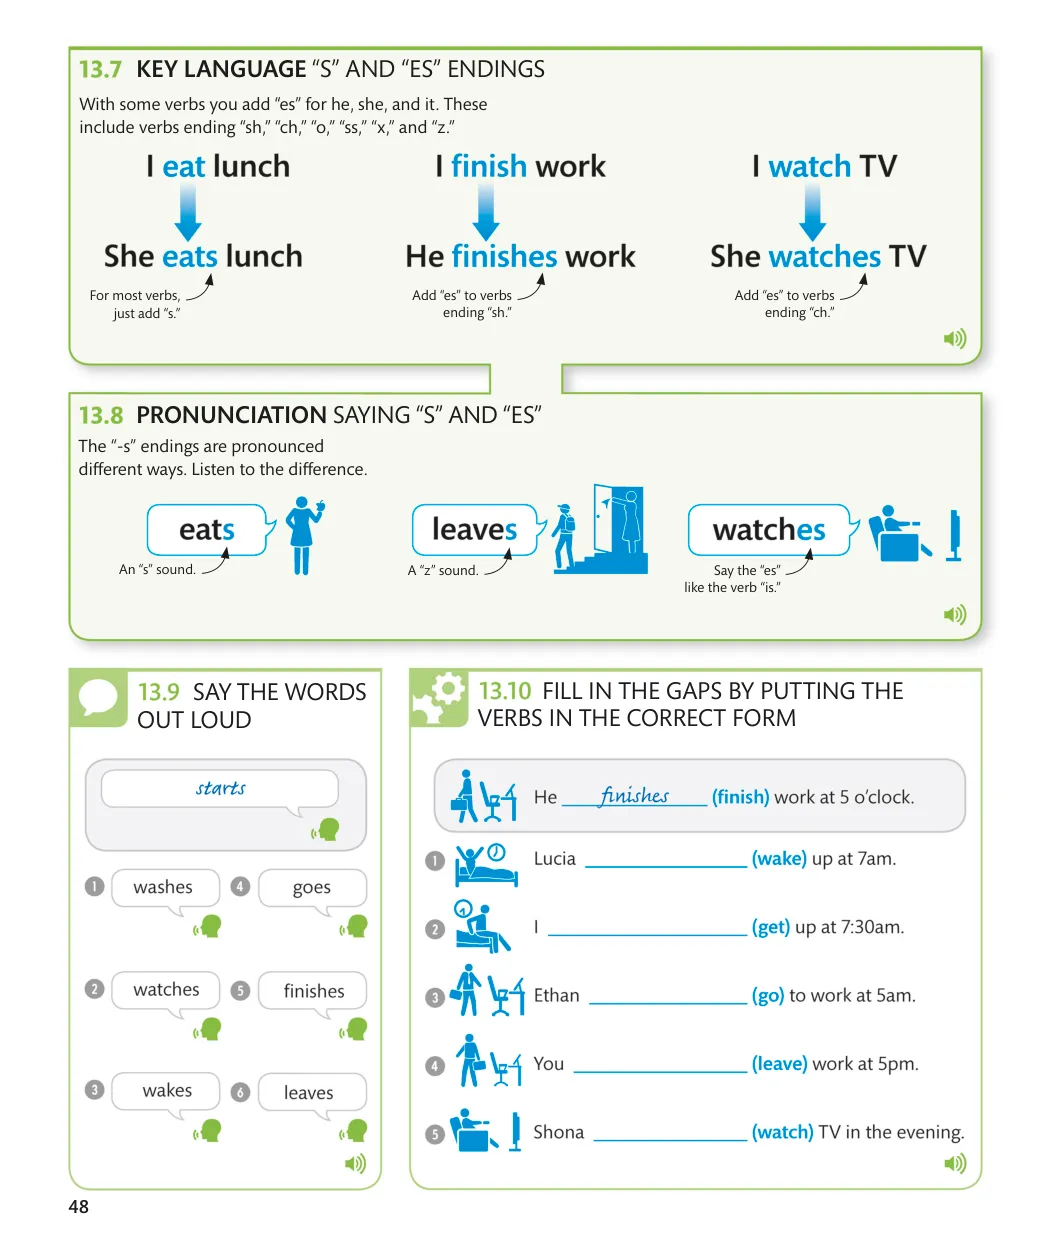 13.7 KEY LANGUAGE “S” AND “ES” ENDINGS
With some verbs you add “es” for he, she, and it. These
include verbs ending “sh,” “ch,” “o,” “ss,” “x,” and “z.”
I eat lunch
I finish work
I watch TV
She eats lunch
He finishes work
She watches TV
For most verbs,
just add “s.”
Add “es” to verbs
ending “sh.”
Add “es” to verbs
ending “ch.”
13.8 PRONUNCIATION SAYING “S” AND “ES”
The “-s” endings are pronounced
different ways. Listen to the difference.
eats
leaves
watches
An “s” sound.
A “z” sound.
Say the “es”
like the verb “is.”
13.9 SAY THE WORDS
OUT LOUD
starts
1 washes
4 goes
2 watches
5 finishes
3 wakes
6 leaves
13.10 FILL IN THE GAPS BY PUTTING THE
VERBS IN THE CORRECT FORM
He finishes (finish) work at 5 o’clock.
1 Lucia (wake) up at 7am.
2 I (get) up at 7:30am.
3 Ethan (go) to work at 5am.
4 You (leave) work at 5pm.
5 Shona (watch) TV in the evening.
48